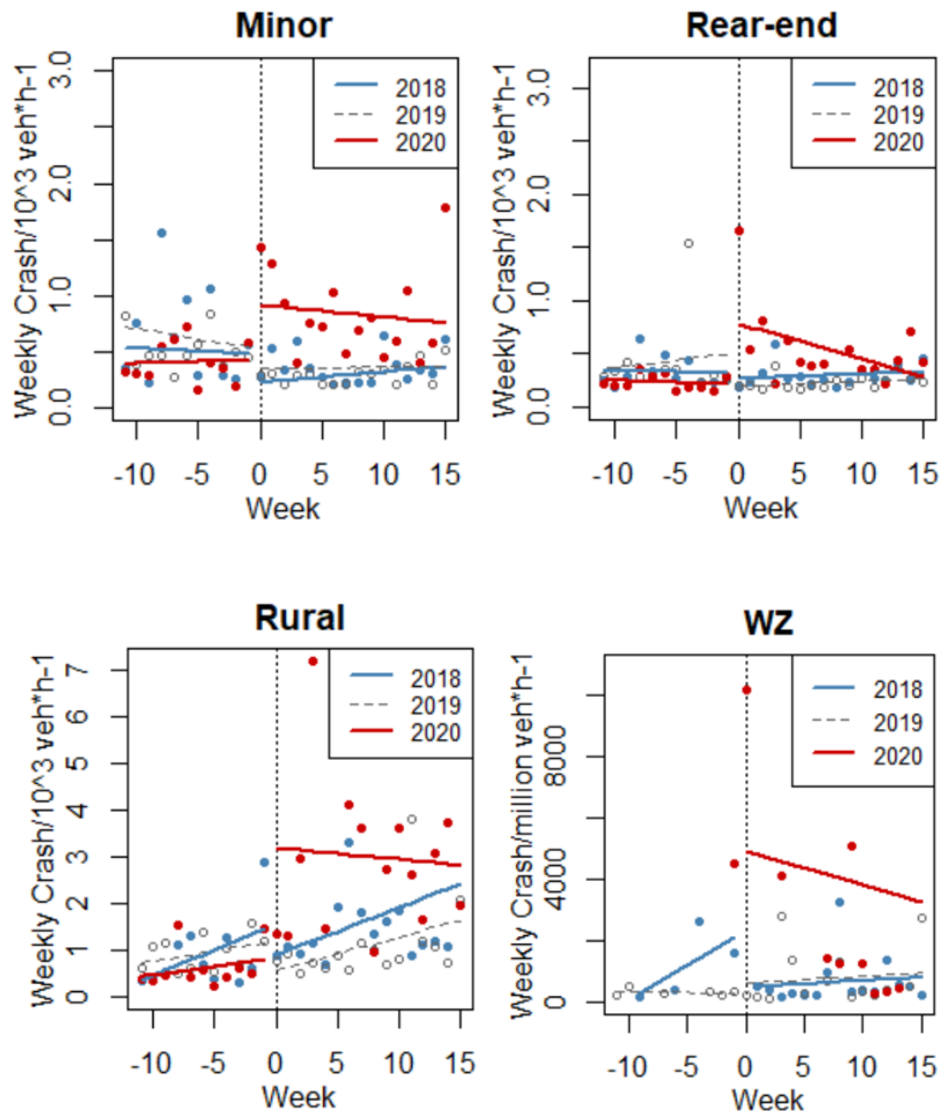 Minor
Weekly Crash/10^3 veh*h-1
3.0
2.0
1.0
0.0
2018
2019
2020
-10 -5 0 5 10 15
Week
Rear-end
Weekly Crash/10^3 veh*h-1
3.0
2.0
1.0
0.0
2018
2019
2020
-10 -5 0 5 10 15
Week
Rural
Weekly Crash/10^3 veh*h-1
7
6
5
4
3
2
1
0
2018
2019
2020
-10 -5 0 5 10 15
Week
WZ
Weekly Crash/million veh*h-1
8000
4000
0
2018
2019
2020
-10 -5 0 5 10 15
Week